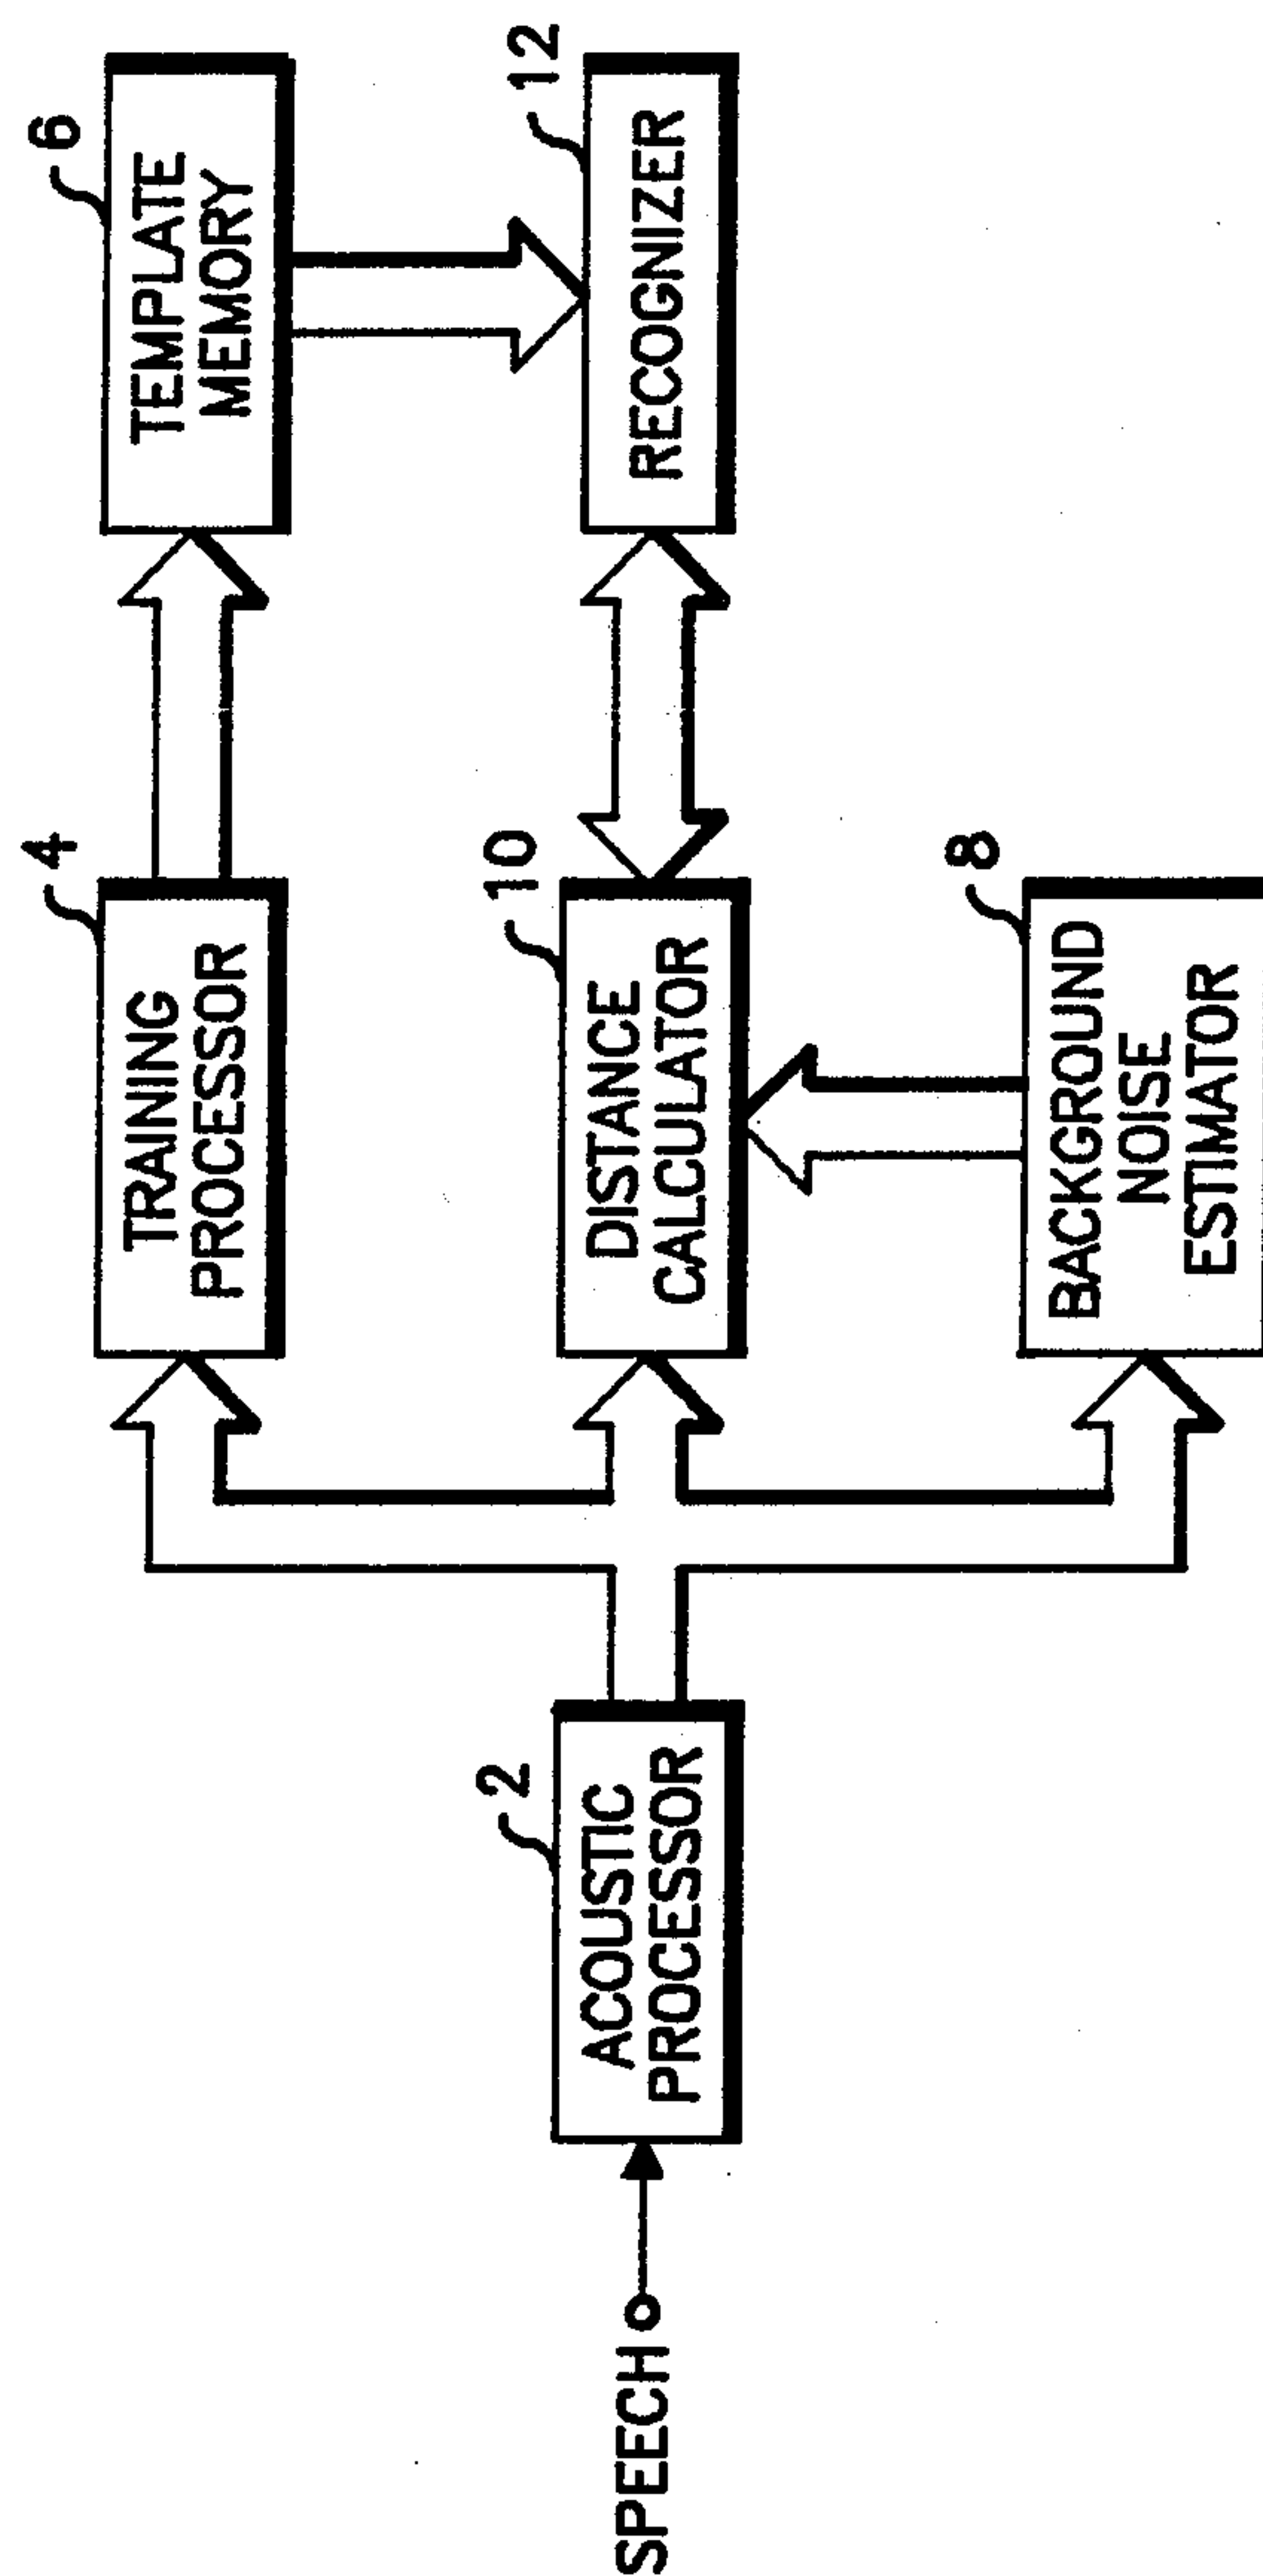 SPEECH
2
ACOUSTIC
PROCESSOR
4
TRAINING
PROCESSOR
6
TEMPLATE
MEMORY
10
DISTANCE
CALCULATOR
12
RECOGNIZER
8
BACKGROUND
NOISE
ESTIMATOR